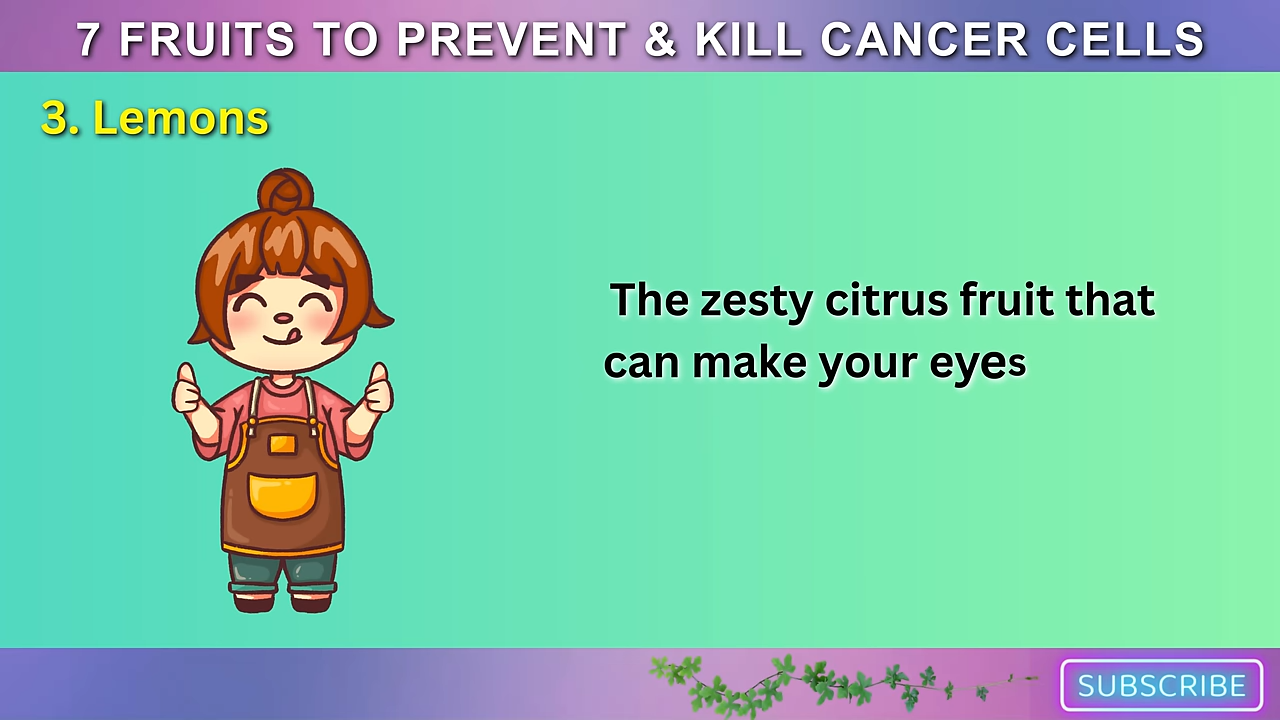 7 FRUITS TO PREVENT & KILL CANCER CELLS
3. Lemons
The zesty citrus fruit that
can make your eyes
SUBSCRIBE